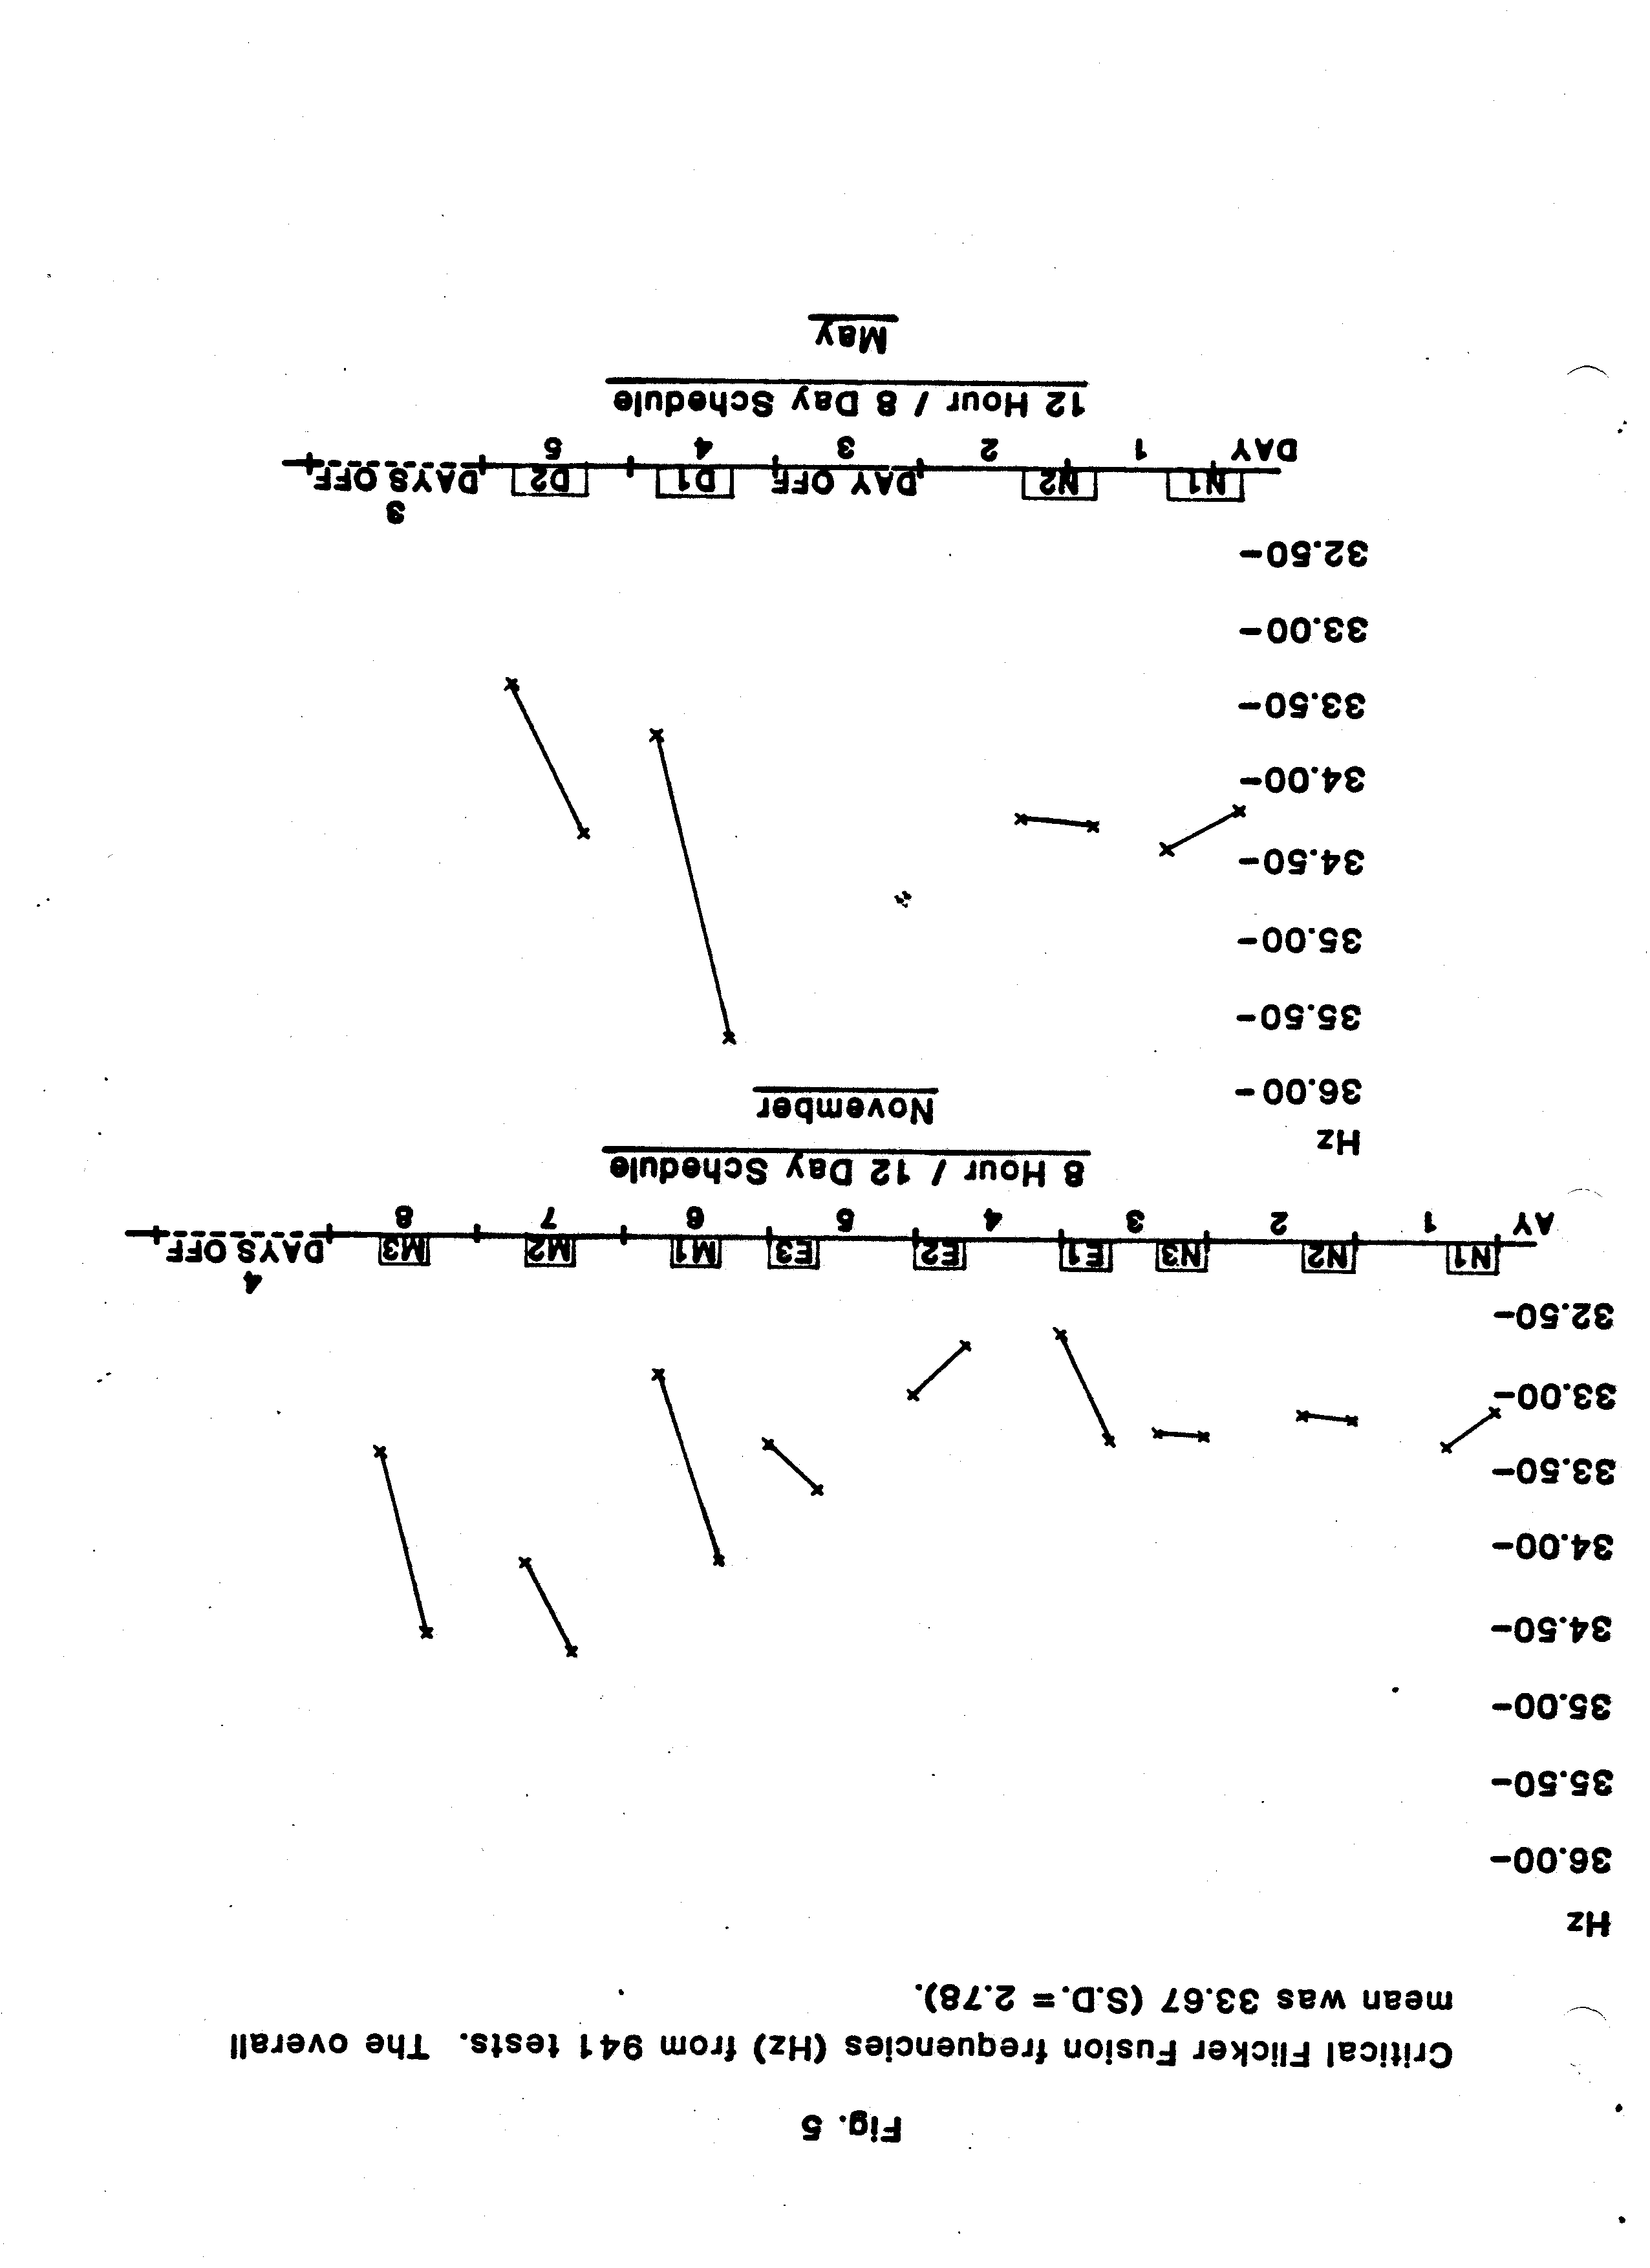 Fig. 5
Critical Flicker Fusion frequencies (Hz) from 941 tests. The overall
mean was 33.67 (S.D.= 2.78).
Hz
36.00-
35.50-
35.00-
34.50-
34.00-
33.50-
33.00-
32.50-
N1 N2 N3 E1 E2 E3 M1 M2 M3 4 DAYS OFF
AY 1 2 3 4 5 6 7 8
8 Hour / 12 Day Schedule
November
Hz
36.00-
35.50-
35.00-
34.50-
34.00-
33.50-
33.00-
32.50-
N1 N2 DAY OFF D1 D2 3 DAYS OFF
DAY 1 2 3 4 5
12 Hour / 8 Day Schedule
May